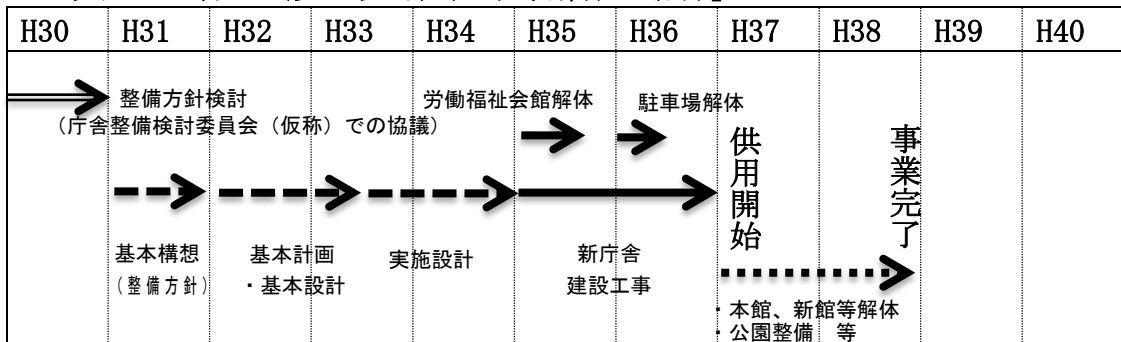 H30 H31 H32 H33 H34 H35 H36 H37 H38 H39 H40
整備方針検討
（庁舎整備検討委員会（仮称）での協議）
労働福祉会館解体
駐車場解体
供用開始
事業完了
基本構想
（整備方針）
基本計画
・基本設計
実施設計
新庁舎
建設工事
・本館、新館等解体
・公園整備　等